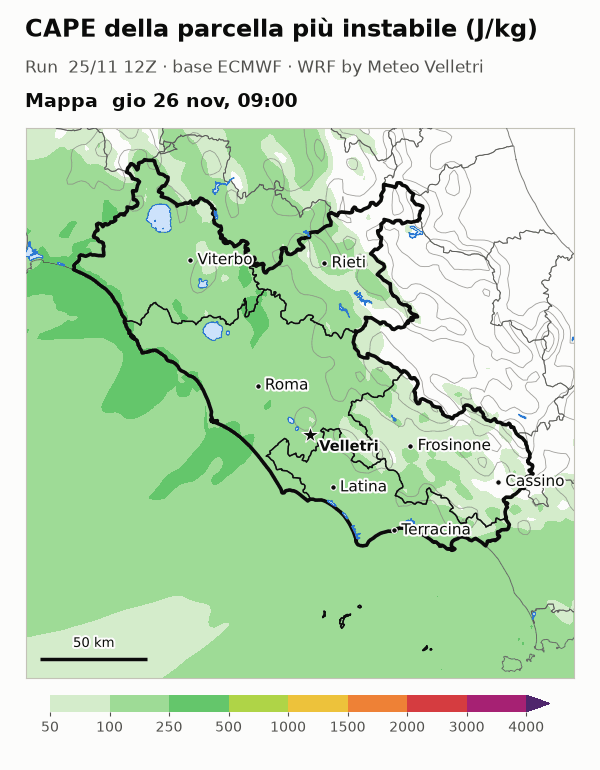 CAPE della parcella più instabile (J/kg)
Run  25/11 12Z · base ECMWF · WRF by Meteo Velletri
Mappa  gio 26 nov, 09:00
Viterbo
Rieti
Roma
Velletri
Frosinone
Cassino
Latina
Terracina
50 km
50 100 250 500 1000 1500 2000 3000 4000